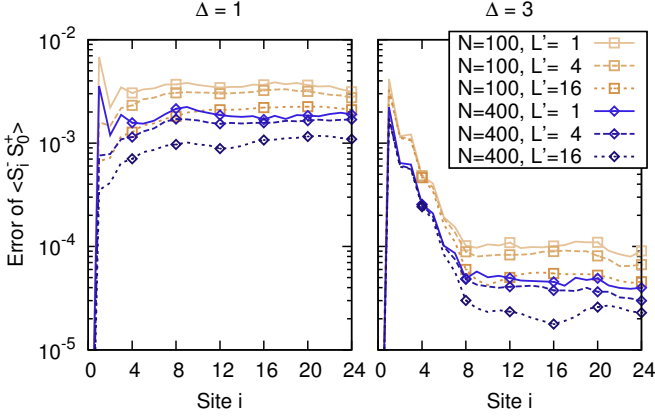 Δ = 1
Δ = 3
N=100, L'= 1
N=100, L'= 4
N=100, L'=16
N=400, L'= 1
N=400, L'= 4
N=400, L'=16
Error of <S_i^- S_0^+>
10^-2
10^-3
10^-4
10^-5
0 4 8 12 16 20 24
0 4 8 12 16 20 24
Site i
Site i